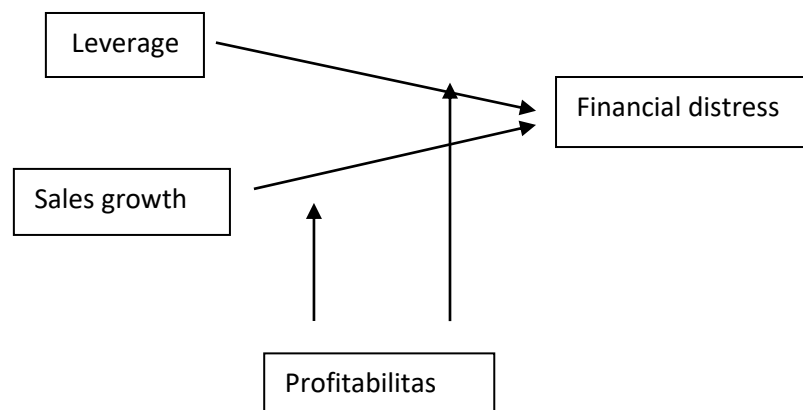 Leverage
Financial distress
Sales growth
Profitabilitas